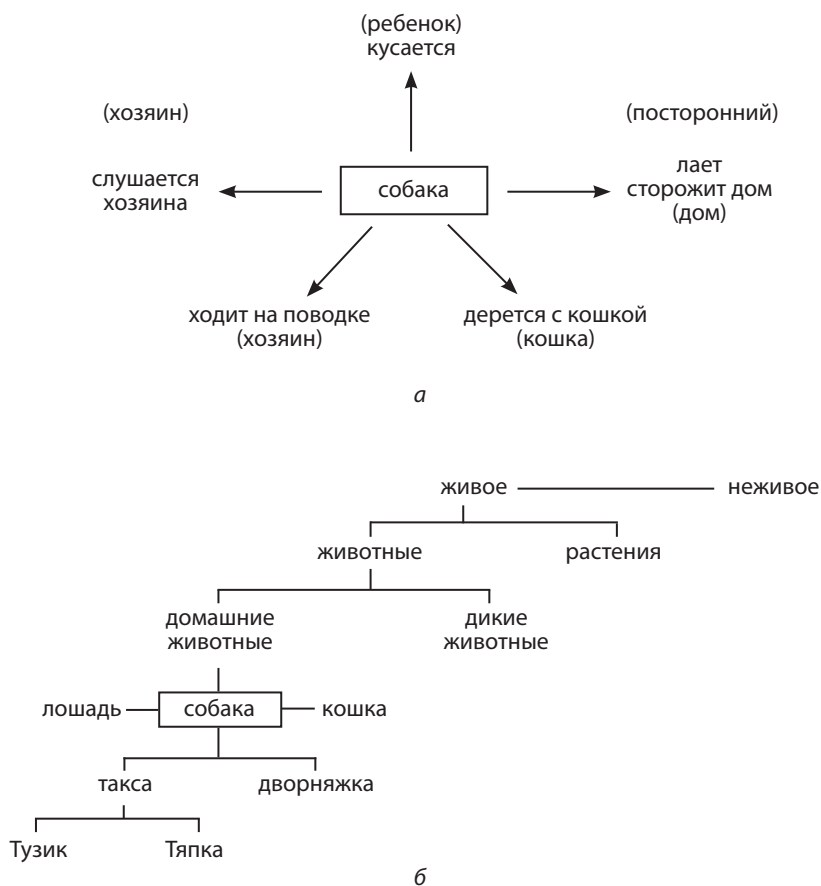 (ребенок)
кусается
(хозяин)
(посторонний)
слушается
хозяина
собака
лает
сторожит дом
(дом)
ходит на поводке
(хозяин)
дерется с кошкой
(кошка)
а
живое
неживое
животные
растения
домашние
животные
дикие
животные
лошадь
собака
кошка
такса
дворняжка
Тузик
Тяпка
б